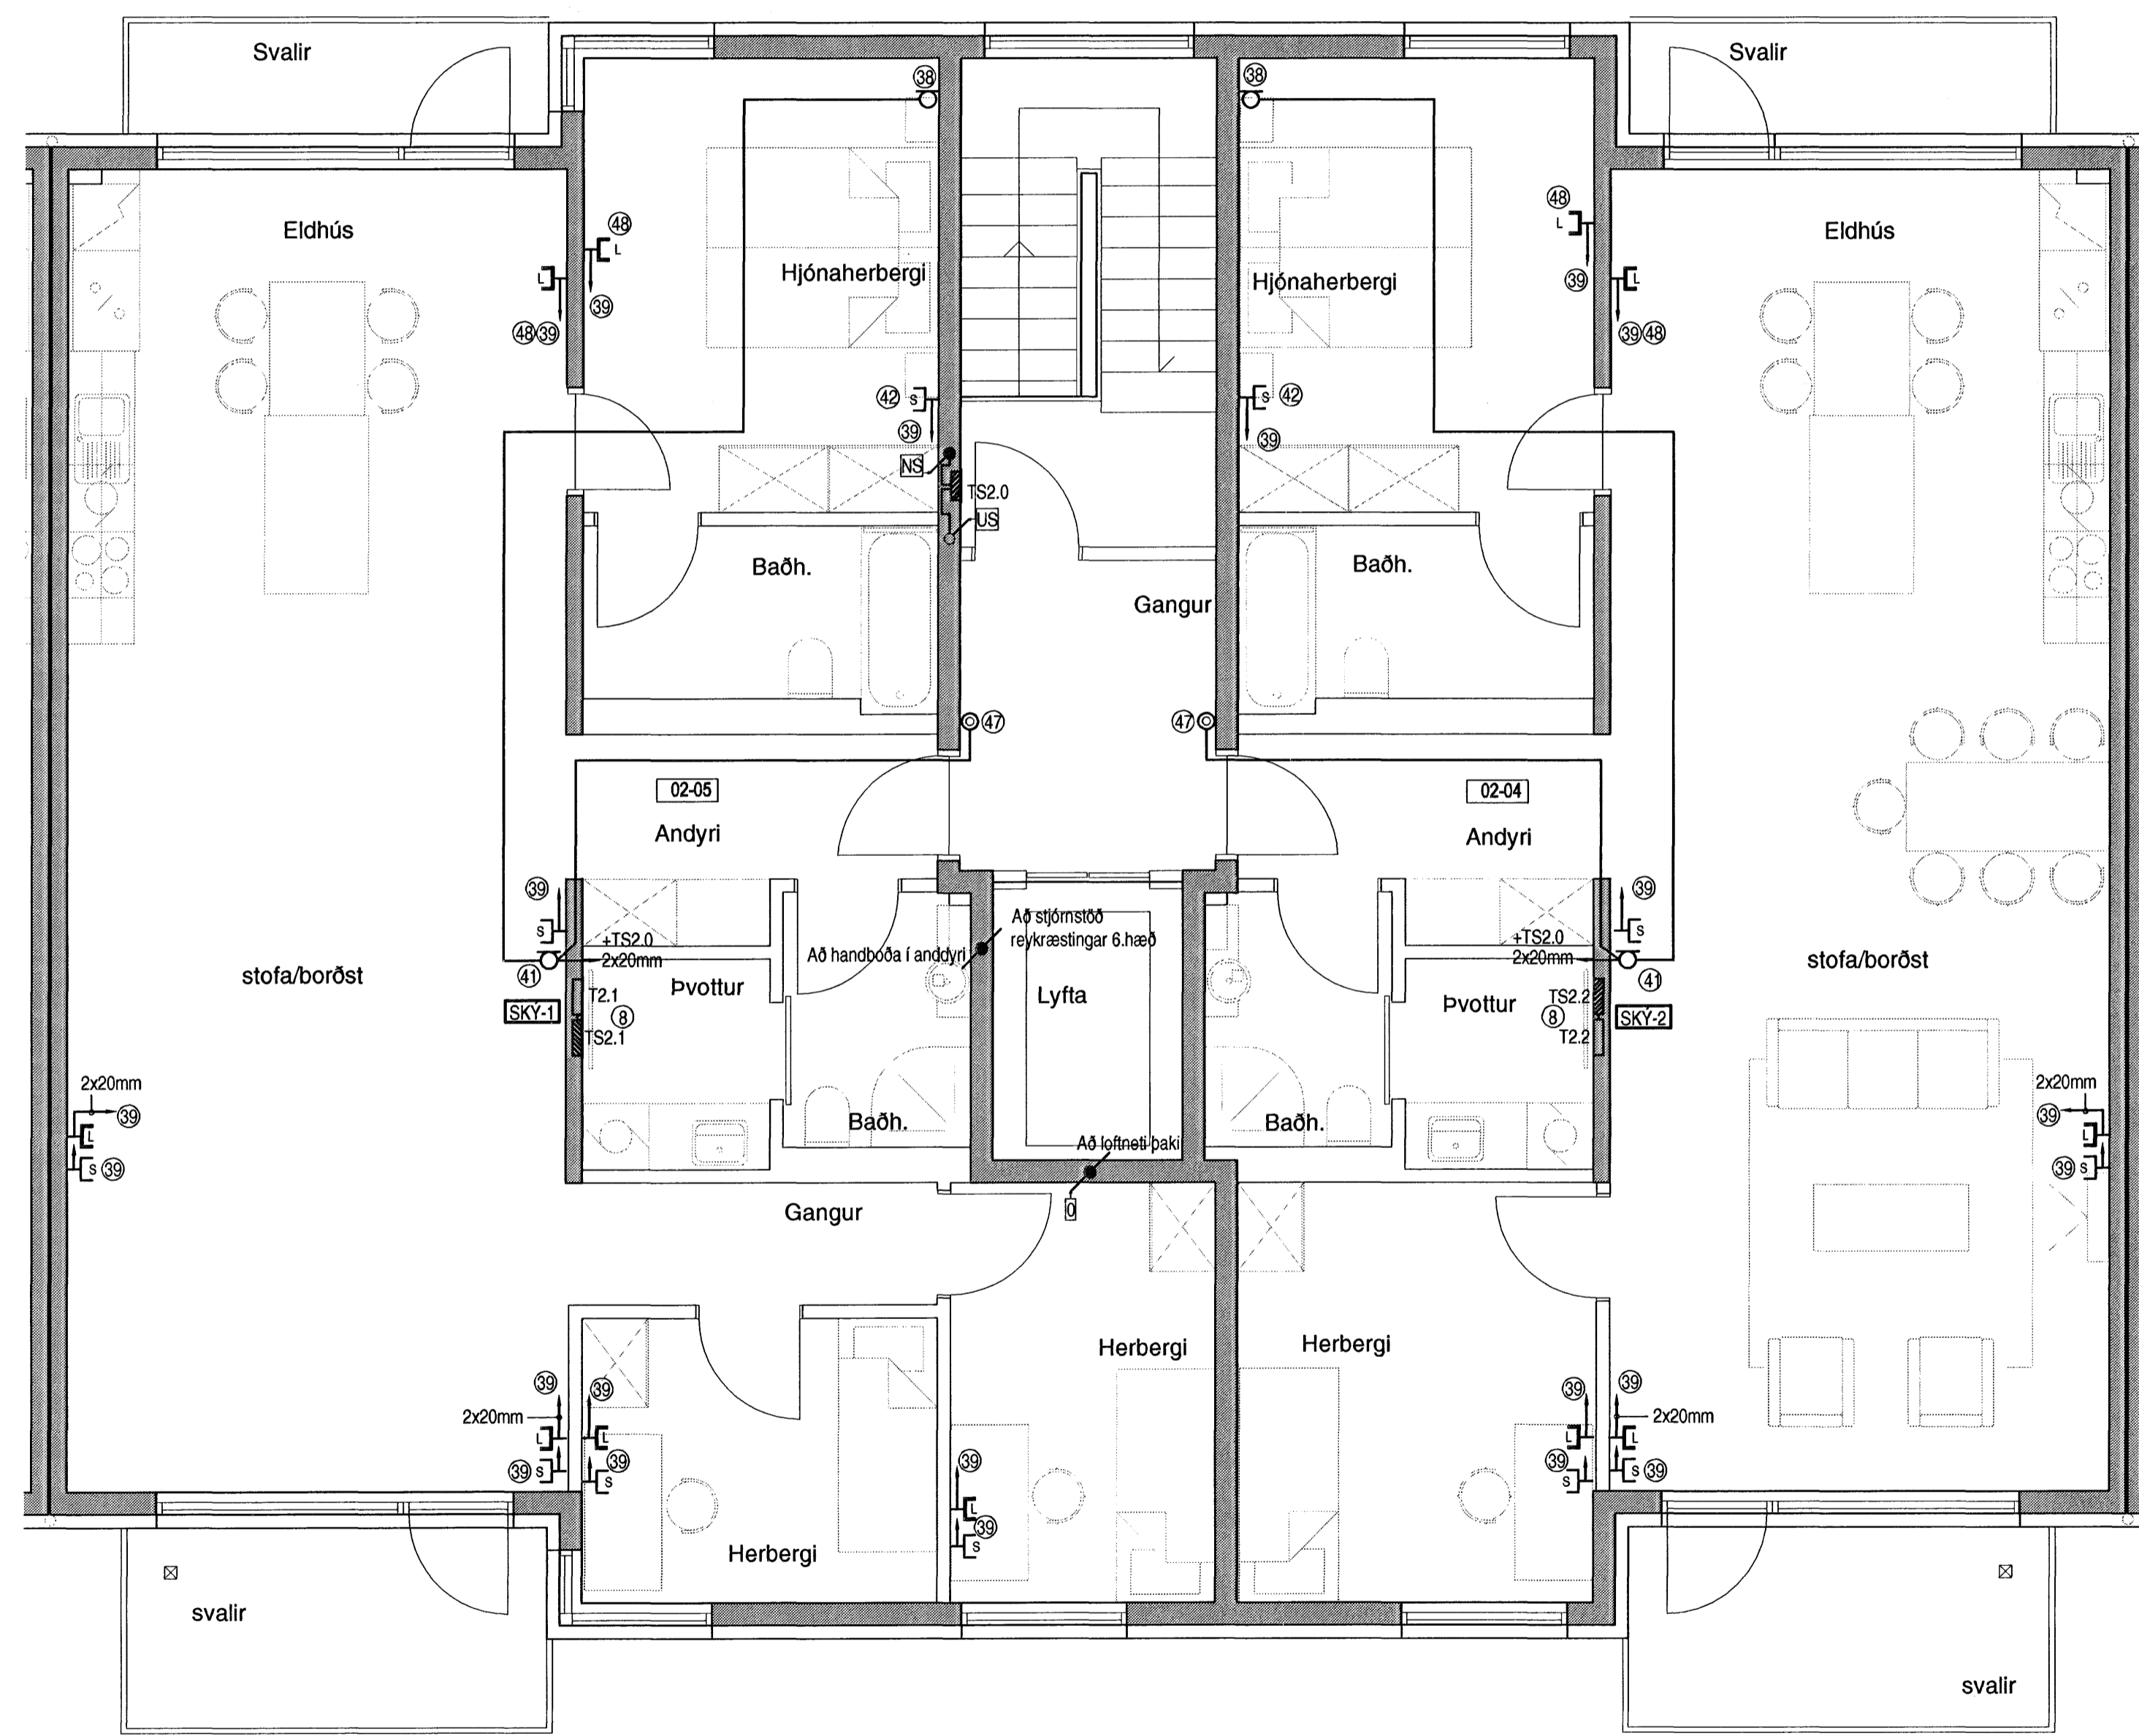 Svalir
Svalir
38
38
Eldhús
Eldhús
48
L
L
48 39
39
Hjónaherbergi
Hjónaherbergi
48
L
39
L
39 48
42 S
39
S 42
39
NS
TS2.0
US
Baðh.
Baðh.
Gangur
47
47
02-05
02-04
Andyri
Andyri
39
S
+TS2.0
2x20mm
41
SKÝ-1
T2.1
8
TS2.1
Þvottur
Að stjórnstöð
reykræstingar 6.hæð
Að handboða í anddyri
Lyfta
39
S
+TS2.0
2x20mm
41
TS2.2
8
T2.2
SKÝ-2
Þvottur
stofa/borðst
stofa/borðst
2x20mm
39
L
S 39
2x20mm
39
L
39 S
Baðh.
Baðh.
Að loftneti þaki
0
Gangur
Herbergi
Herbergi
39
2x20mm
L
39 S
39
L
39
S
39
L
39
S
39
L
39
S
39
2x20mm
L
S 39
Herbergi
svalir
svalir